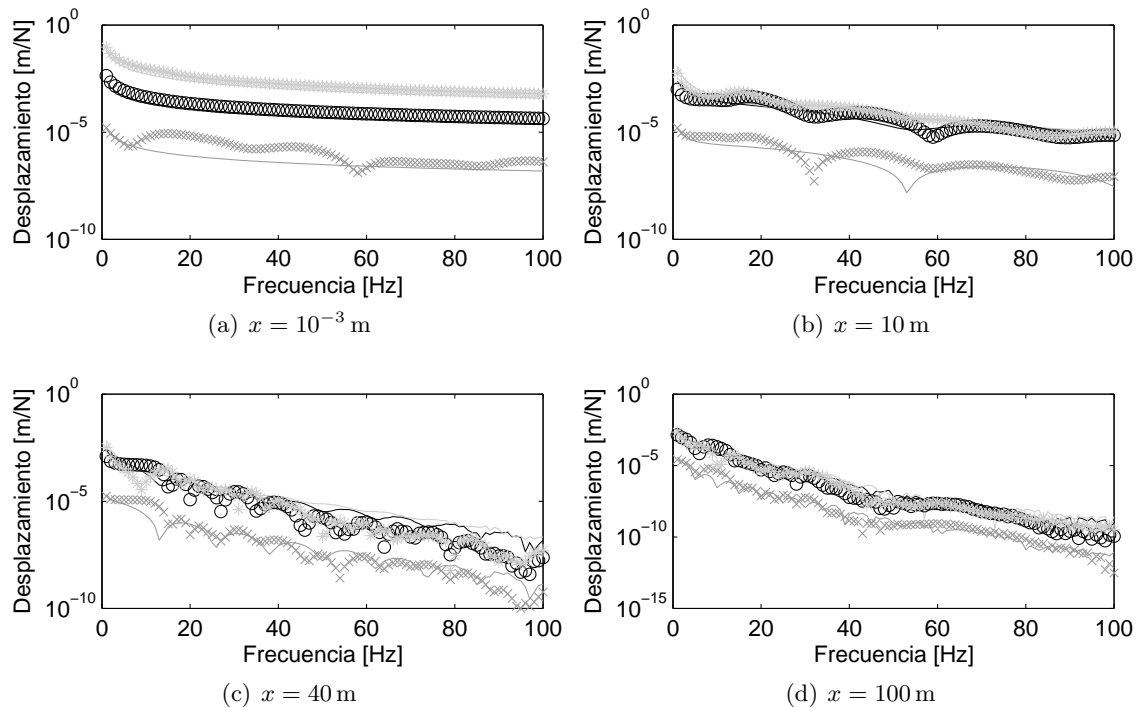 Desplazamiento [m/N]
10^0
10^-5
10^-10
0 20 40 60 80 100
Frecuencia [Hz]
(a) x = 10^-3 m
Desplazamiento [m/N]
10^0
10^-5
10^-10
0 20 40 60 80 100
Frecuencia [Hz]
(b) x = 10 m
Desplazamiento [m/N]
10^0
10^-5
10^-10
0 20 40 60 80 100
Frecuencia [Hz]
(c) x = 40 m
Desplazamiento [m/N]
10^0
10^-5
10^-10
10^-15
0 20 40 60 80 100
Frecuencia [Hz]
(d) x = 100 m